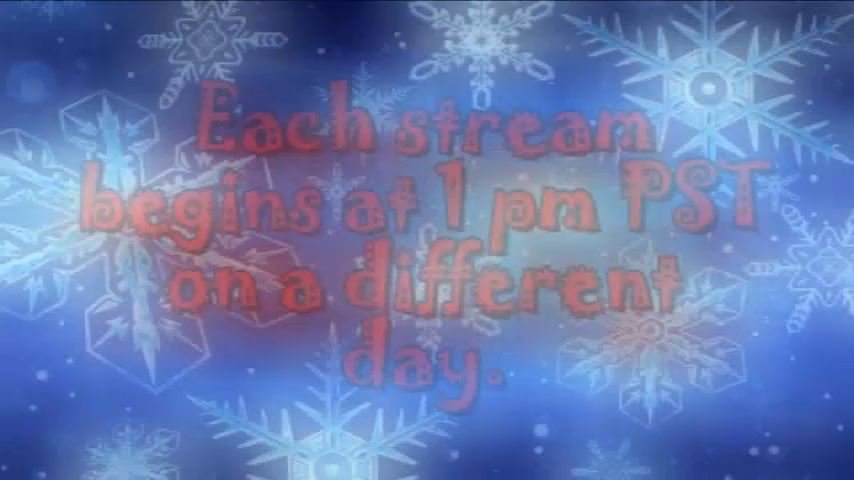 Each stream
begins at 1 pm PST
on a different
day.